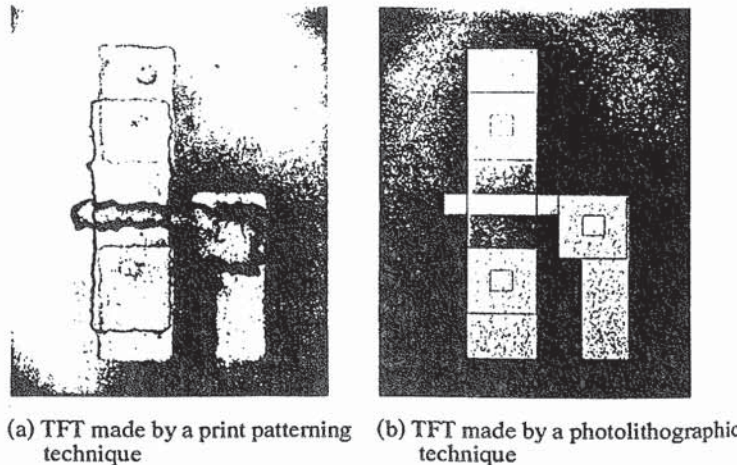 (a) TFT made by a print patterning
technique
(b) TFT made by a photolithographic
technique